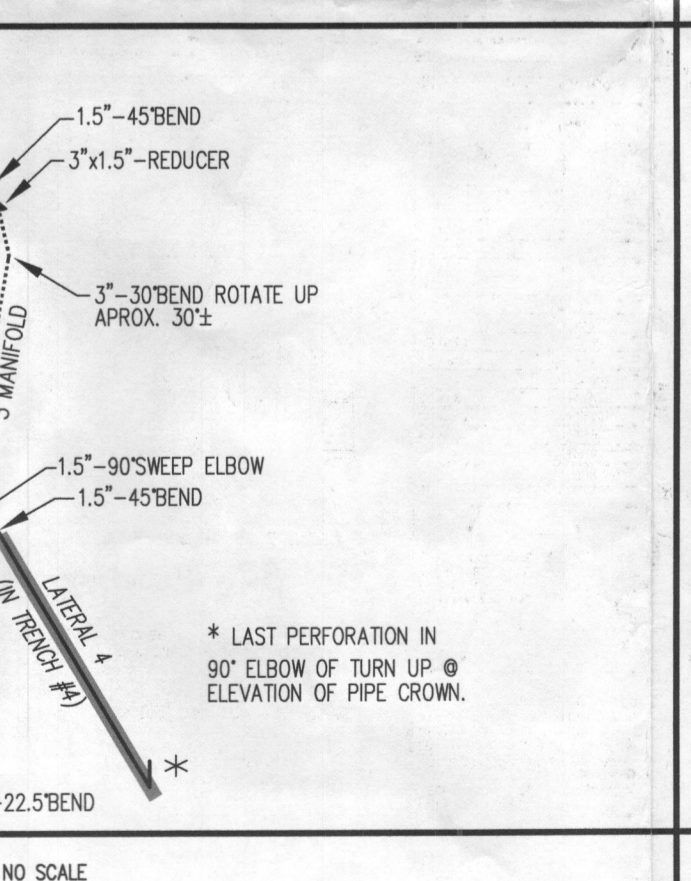 1.5"-45°BEND
3"x1.5"-REDUCER
3"-30°BEND ROTATE UP
APROX. 30°±
MANIFOLD
1.5"-90°SWEEP ELBOW
1.5"-45°BEND
LATERAL 4
(IN TRENCH #4)
* LAST PERFORATION IN
90° ELBOW OF TURN UP @
ELEVATION OF PIPE CROWN.
*
-22.5°BEND
NO SCALE